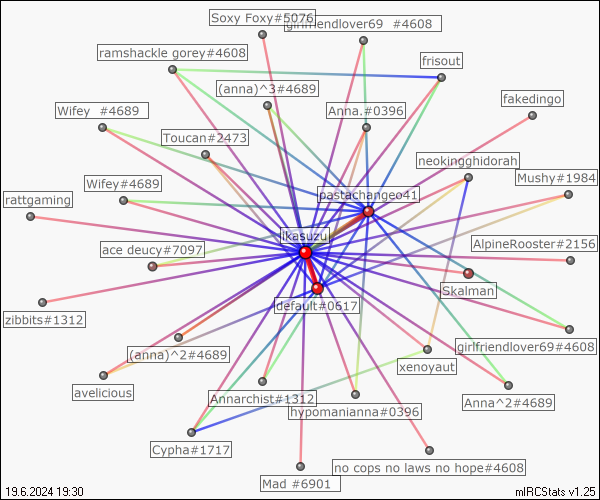 Soxy Foxy#5076
girlfriendlover69 #4608
ramshackle gorey#4608
frisout
(anna)^3#4689
fakedingo
Wifey #4689
Anna.#0396
Toucan#2473
neokingghidorah
Mushy#1984
Wifey#4689
pastachangeo41
rattgaming
ikasuzu
ace deucy#7097
AlpineRooster#2156
Skalman
default#0617
zibbits#1312
girlfriendlover69#4608
(anna)^2#4689
xenoyaut
avelicious
Annarchist#1312
Anna^2#4689
hypomanianna#0396
Cypha#1717
no cops no laws no hope#4608
Mad #6901
19.6.2024 19:30
mIRCStats v1.25